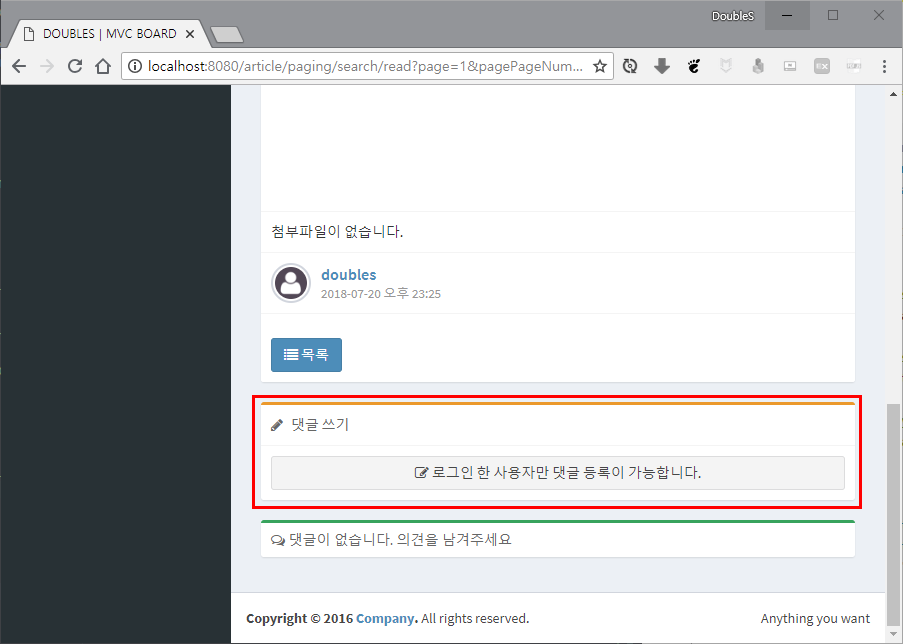 DoubleS
DOUBLES | MVC BOARD
localhost:8080/article/paging/search/read?page=1&pagePageNum...
첨부파일이 없습니다.
doubles
2018-07-20 오후 23:25
목록
댓글 쓰기
로그인 한 사용자만 댓글 등록이 가능합니다.
댓글이 없습니다. 의견을 남겨주세요
Copyright © 2016 Company. All rights reserved.
Anything you want